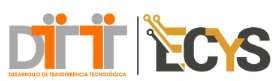 DTT
DESARROLLO DE TRANSFERENCIA TECNOLÓGICA
ECYS